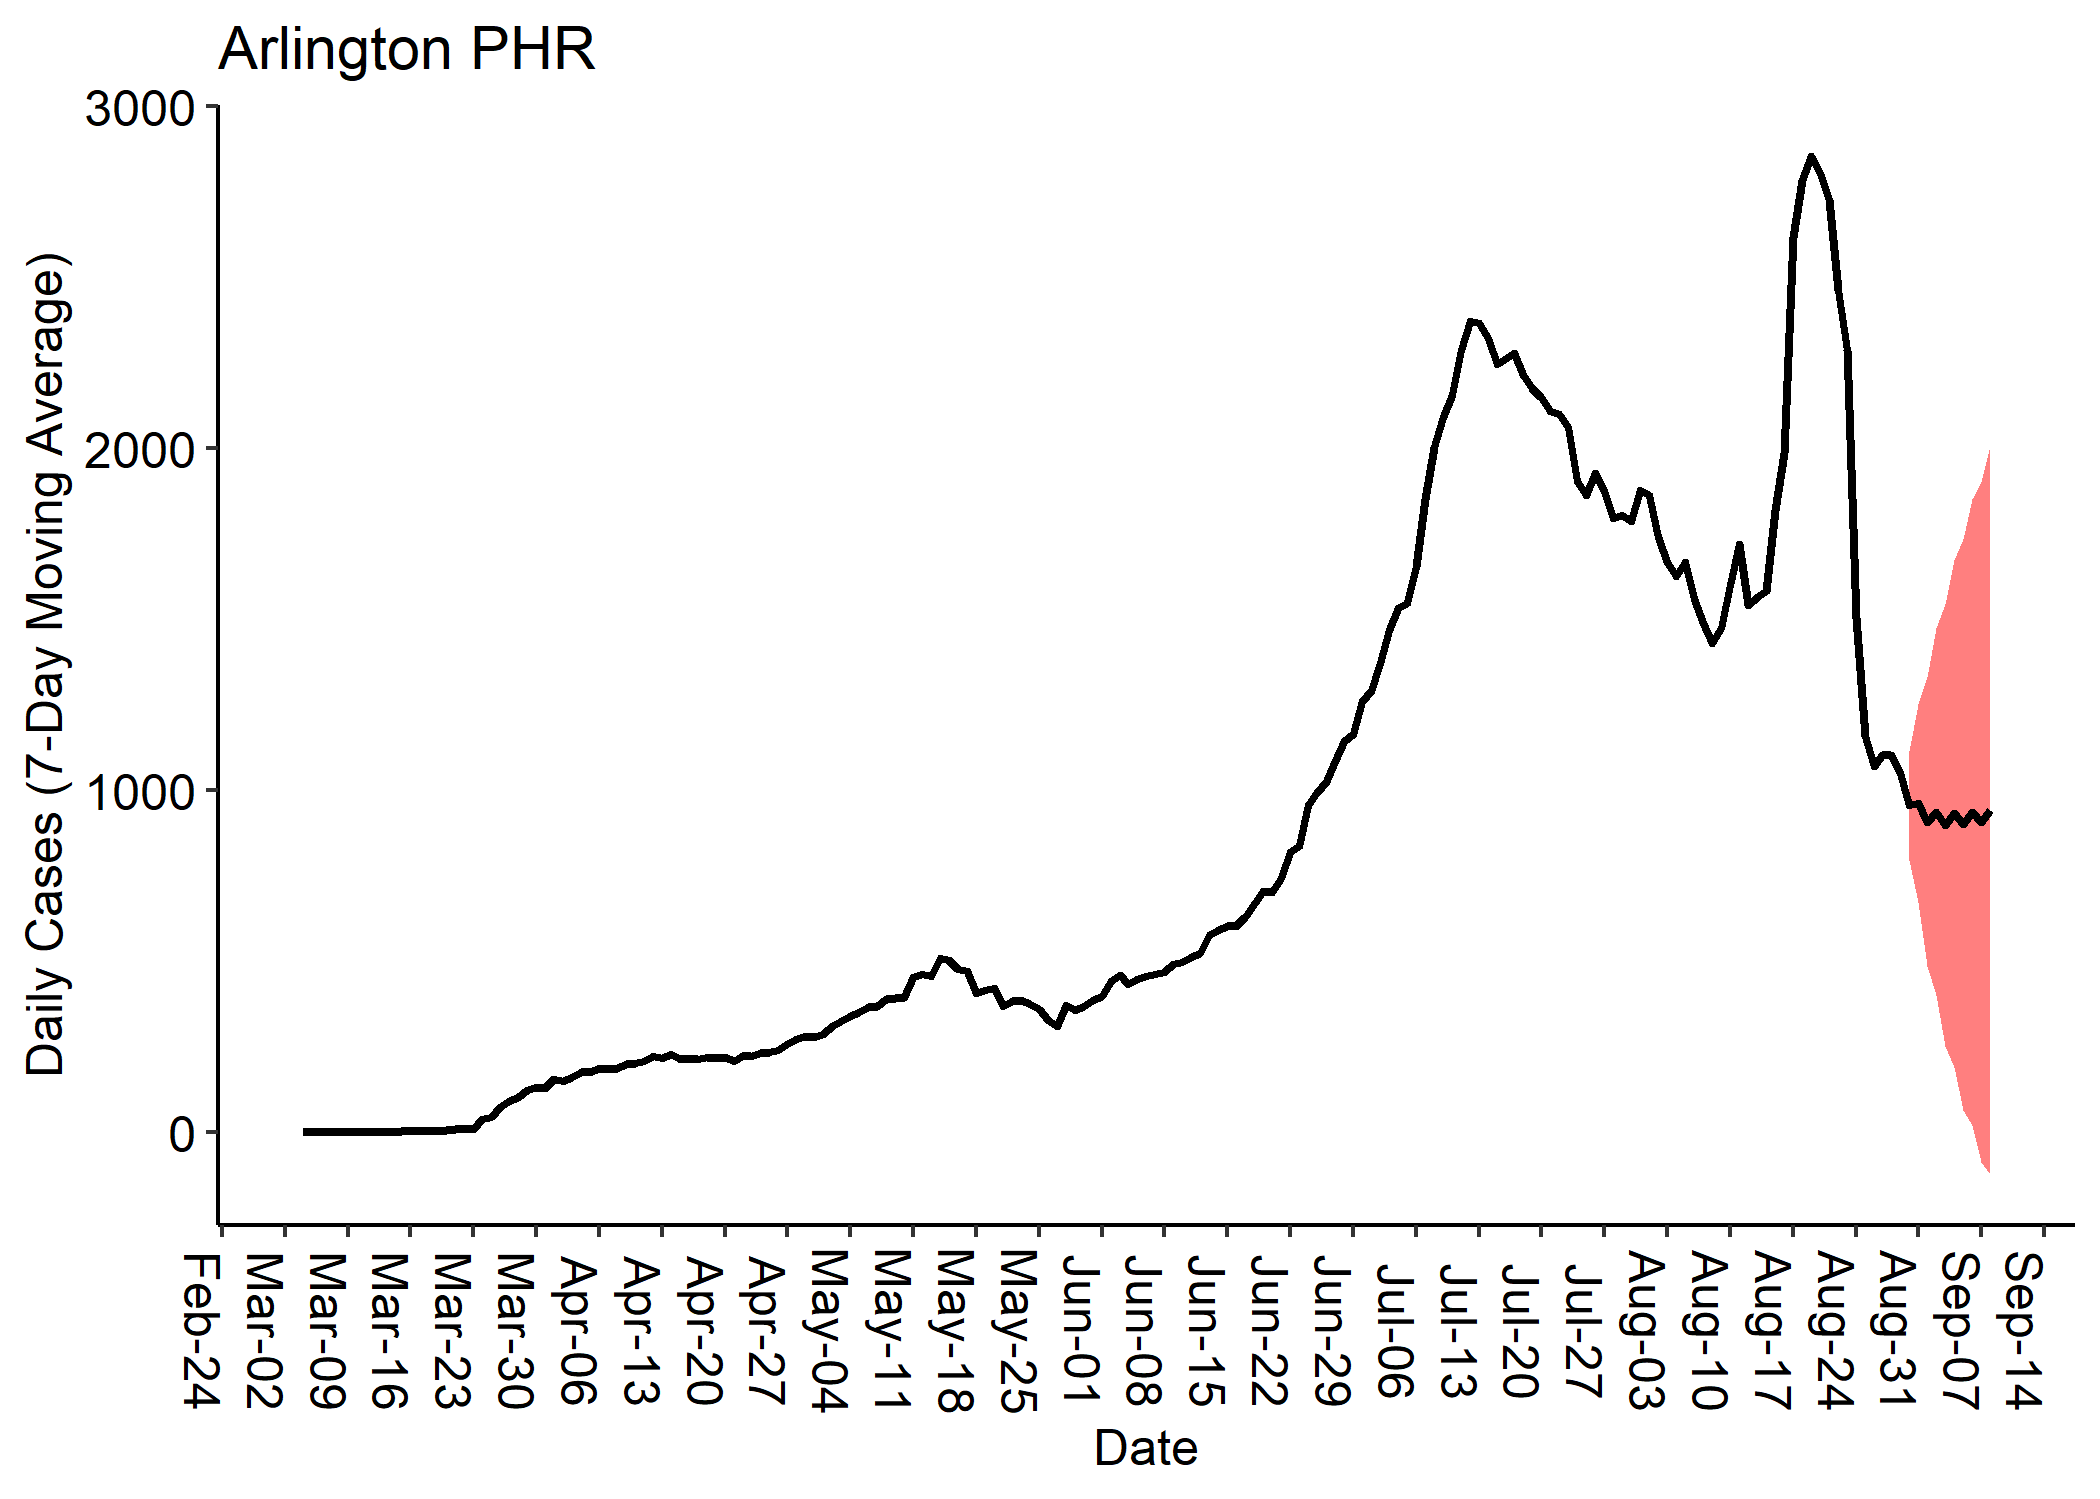 Arlington PHR
Daily Cases (7-Day Moving Average)
3000
2000
1000
0
Feb-24
Mar-02
Mar-09
Mar-16
Mar-23
Mar-30
Apr-06
Apr-13
Apr-20
Apr-27
May-04
May-11
May-18
May-25
Jun-01
Jun-08
Jun-15
Jun-22
Jun-29
Jul-06
Jul-13
Jul-20
Jul-27
Aug-03
Aug-10
Aug-17
Aug-24
Aug-31
Sep-07
Sep-14
Date